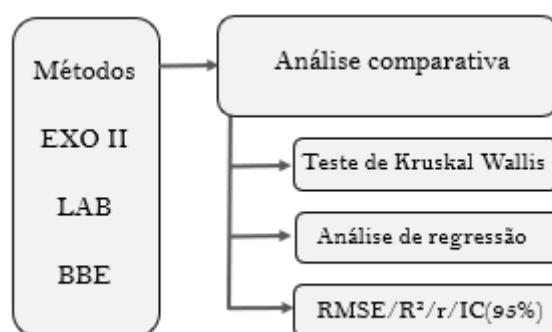 Métodos
EXO II
LAB
BBE
Análise comparativa
Teste de Kruskal Wallis
Análise de regressão
RMSE/R²/r/IC(95%)